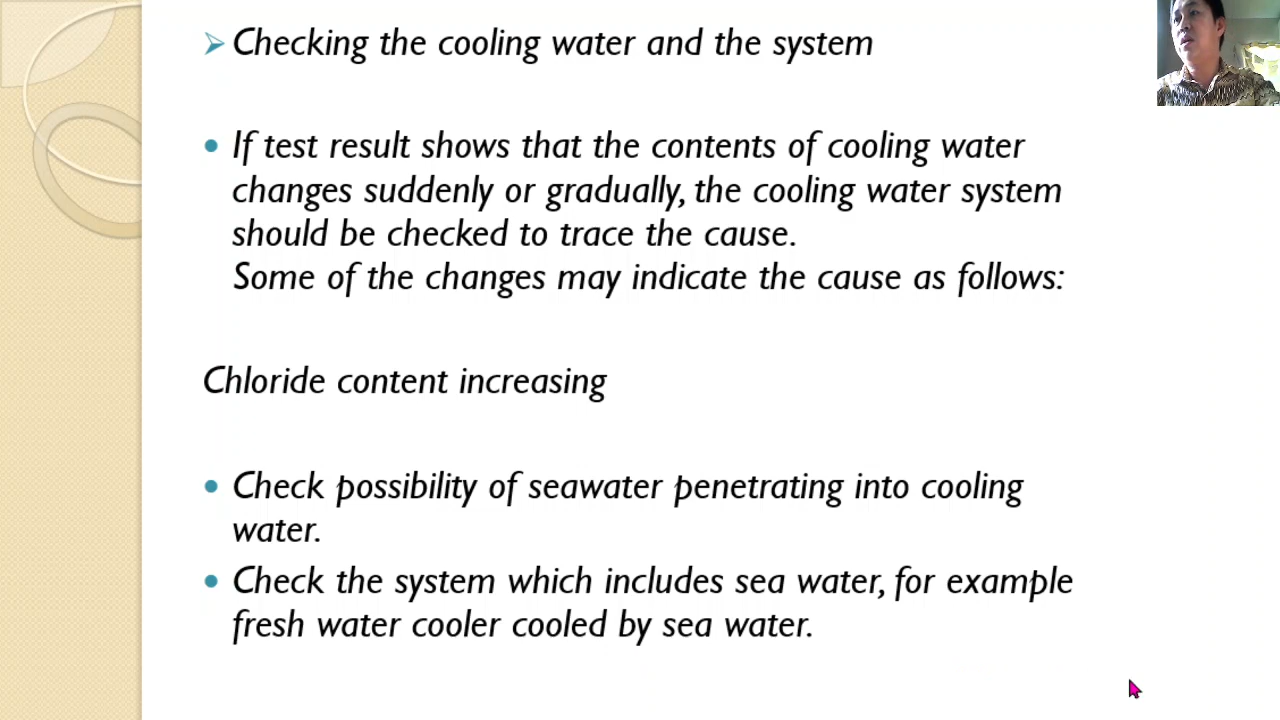 Checking the cooling water and the system
If test result shows that the contents of cooling water
changes suddenly or gradually, the cooling water system
should be checked to trace the cause.
Some of the changes may indicate the cause as follows:
Chloride content increasing
Check possibility of seawater penetrating into cooling
water.
Check the system which includes sea water, for example
fresh water cooler cooled by sea water.